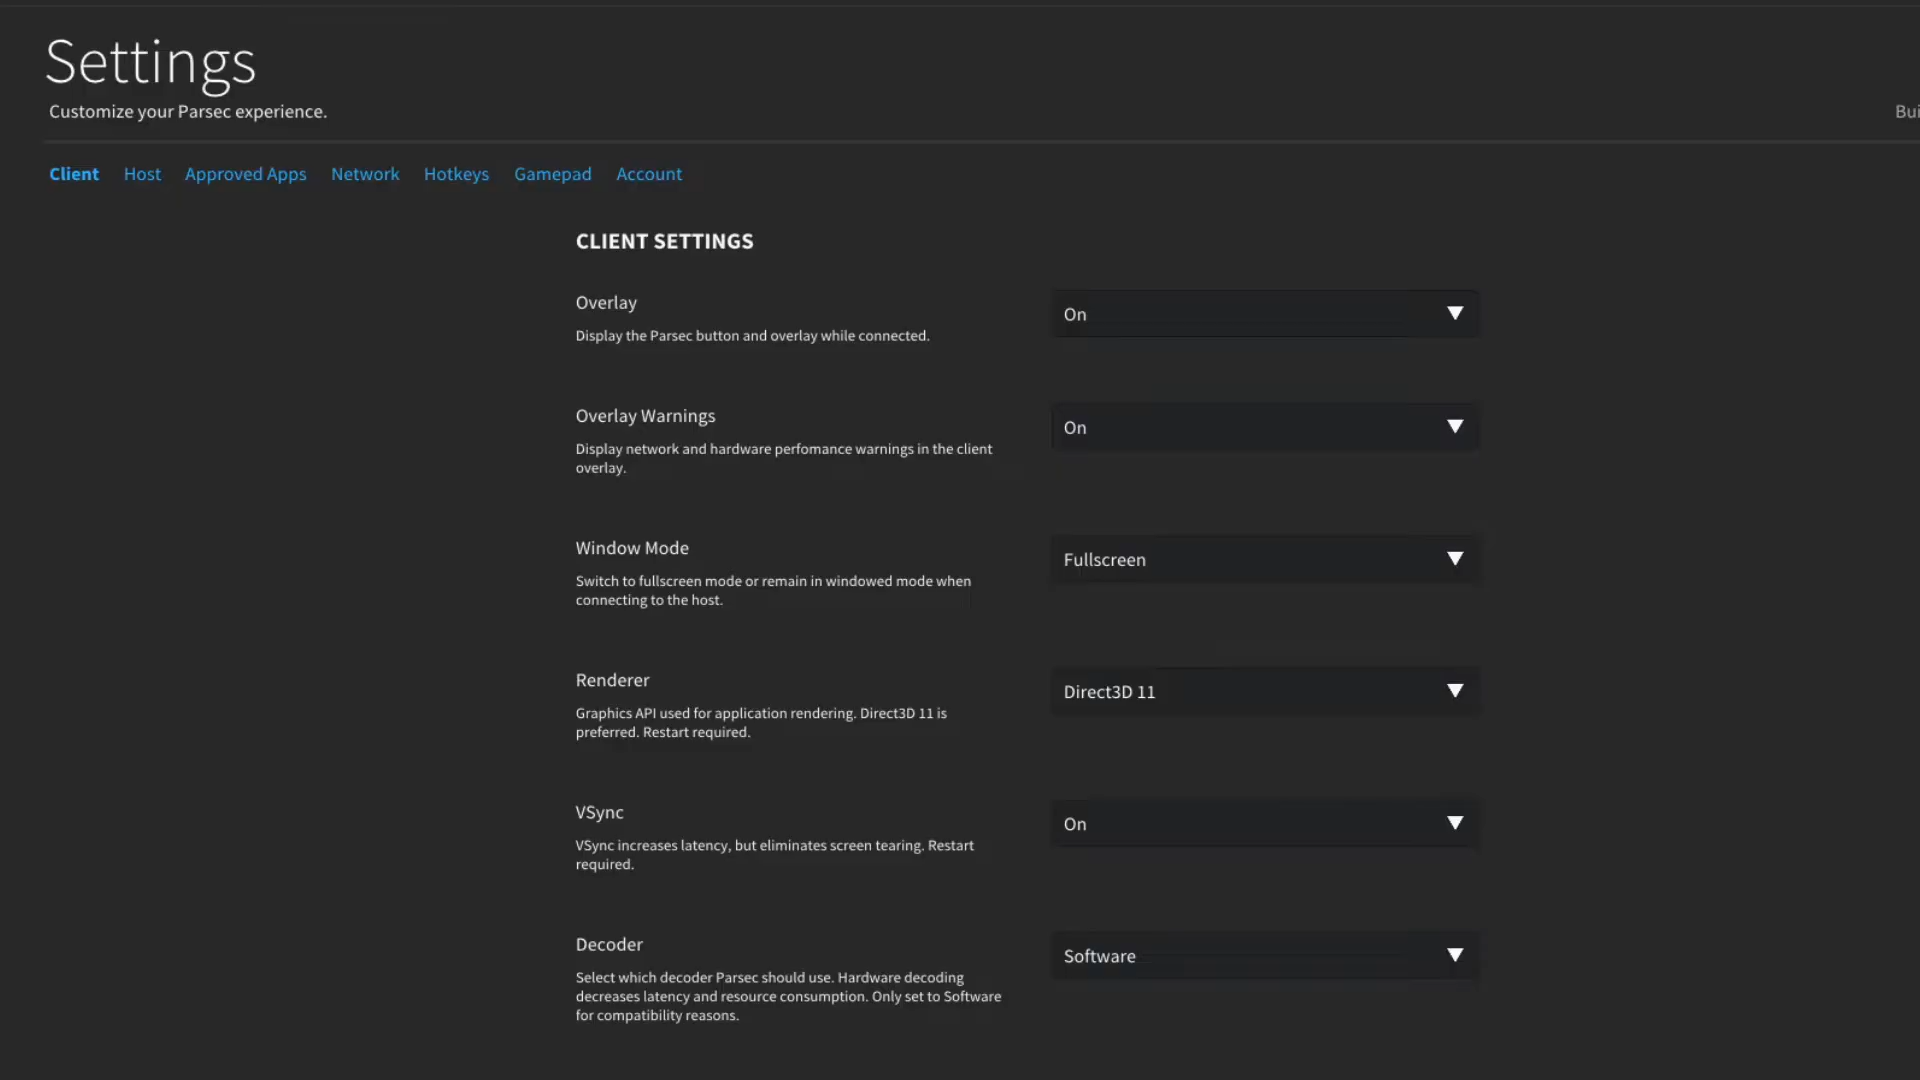 Settings
Customize your Parsec experience.
Client Host Approved Apps Network Hotkeys Gamepad Account
CLIENT SETTINGS
Overlay
On
Display the Parsec button and overlay while connected.
Overlay Warnings
On
Display network and hardware perfomance warnings in the client
overlay.
Window Mode
Fullscreen
Switch to fullscreen mode or remain in windowed mode when
connecting to the host.
Renderer
Direct3D 11
Graphics API used for application rendering. Direct3D 11 is
preferred. Restart required.
VSync
On
VSync increases latency, but eliminates screen tearing. Restart
required.
Decoder
Software
Select which decoder Parsec should use. Hardware decoding
decreases latency and resource consumption. Only set to Software
for compatibility reasons.